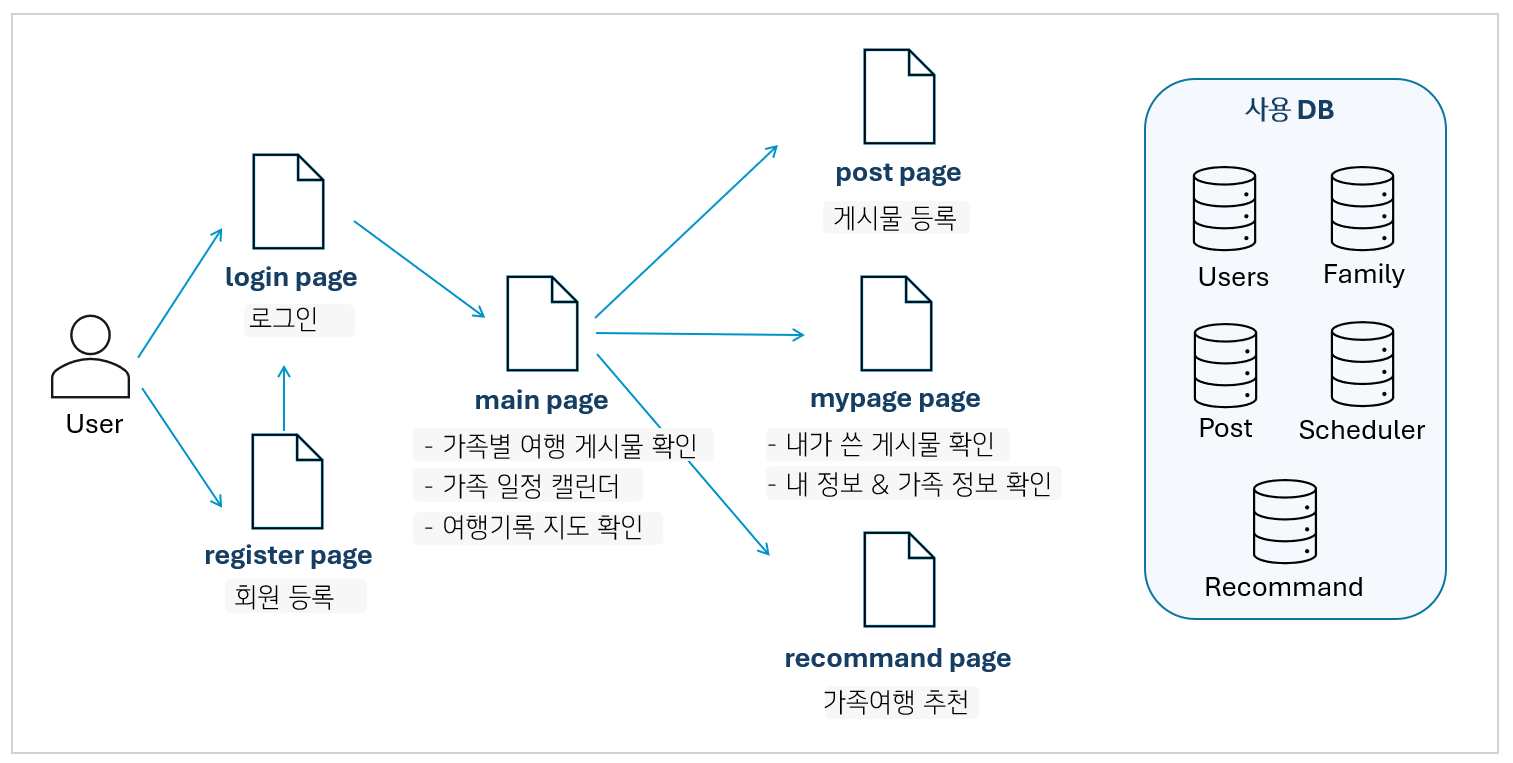 User
login page
로그인
register page
회원 등록
main page
- 가족별 여행 게시물 확인
- 가족 일정 캘린더
- 여행기록 지도 확인
post page
게시물 등록
mypage page
- 내가 쓴 게시물 확인
- 내 정보 & 가족 정보 확인
recommand page
가족여행 추천
사용 DB
Users
Family
Post
Scheduler
Recommand